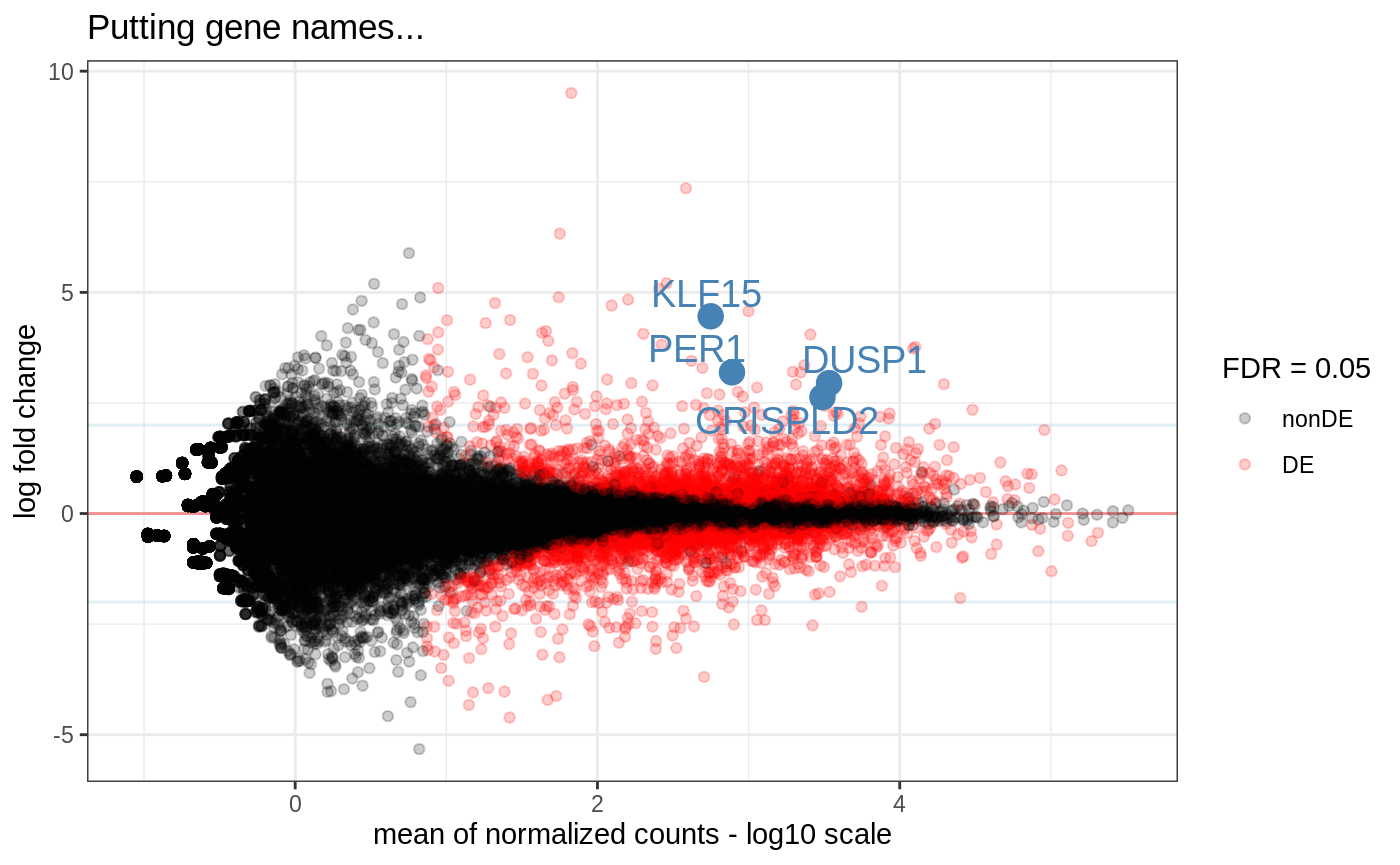 Putting gene names...
10
5
0
-5
log fold change
KLF15
PER1
DUSP1
CRISPLD2
0
2
4
mean of normalized counts - log10 scale
FDR = 0.05
nonDE
DE